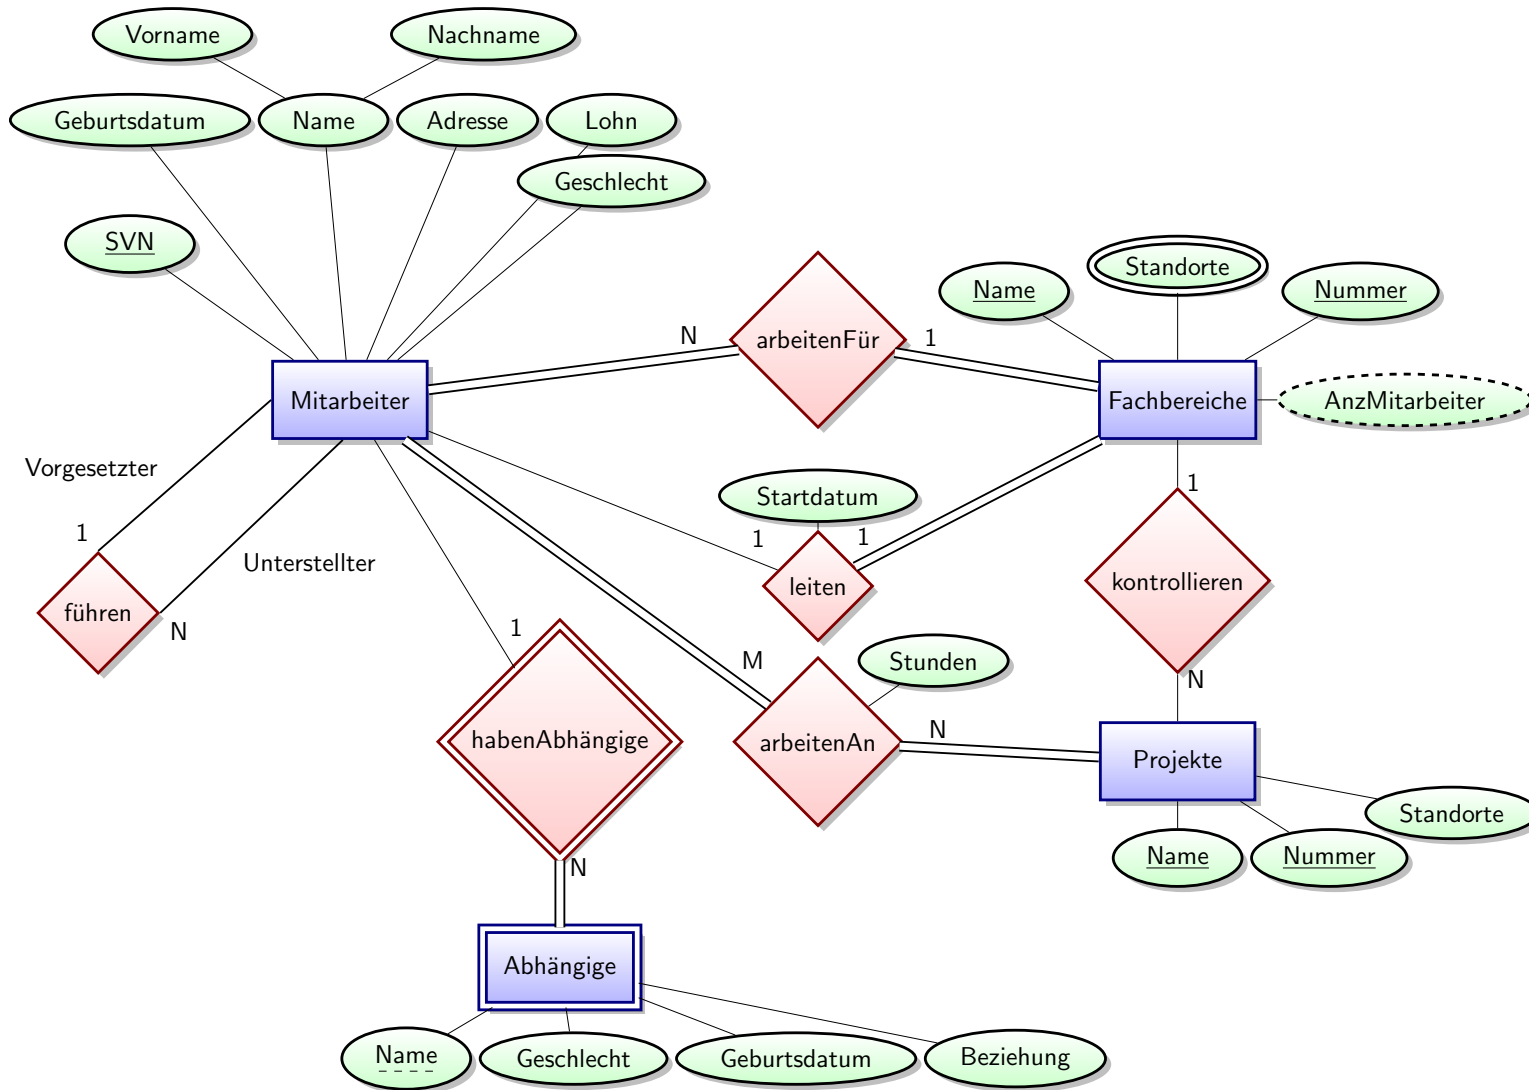 Vorname
Nachname
Geburtsdatum
Name
Adresse
Lohn
Geschlecht
SVN
Standorte
Name
Nummer
N
arbeitenFür
1
Mitarbeiter
Fachbereiche
AnzMitarbeiter
Vorgesetzter
1
Startdatum
1
1
1
Unterstellter
leiten
kontrollieren
führen
N
1
M
Stunden
N
habenAbhängige
arbeitenAn
N
Projekte
Standorte
Name
Nummer
N
Abhängige
Name
Geschlecht
Geburtsdatum
Beziehung